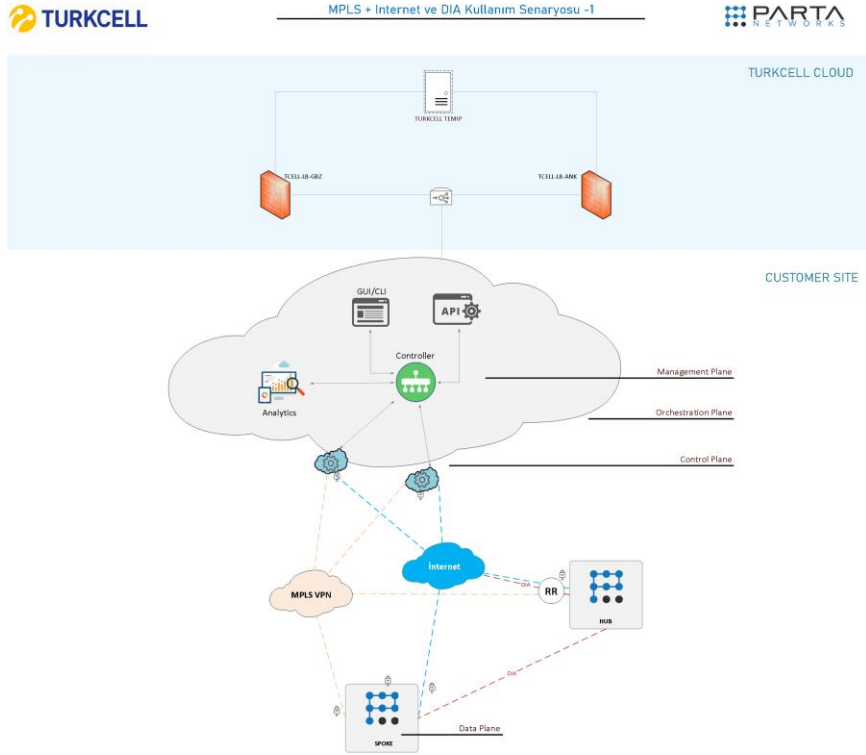 TURKCELL
MPLS + Internet ve DIA Kullanım Senaryosu -1
PARTA
NETWORKS
TURKCELL CLOUD
TURKCELL TEMIP
TCELL-LB-GBZ
TCELL-LB-ANK
CUSTOMER SITE
GUI/CLI
API
Controller
Management Plane
Analytics
Orchestration Plane
Control Plane
İnternet
DIA
MPLS VPN
RR
HUB
DIA
Data Plane
SPOKE